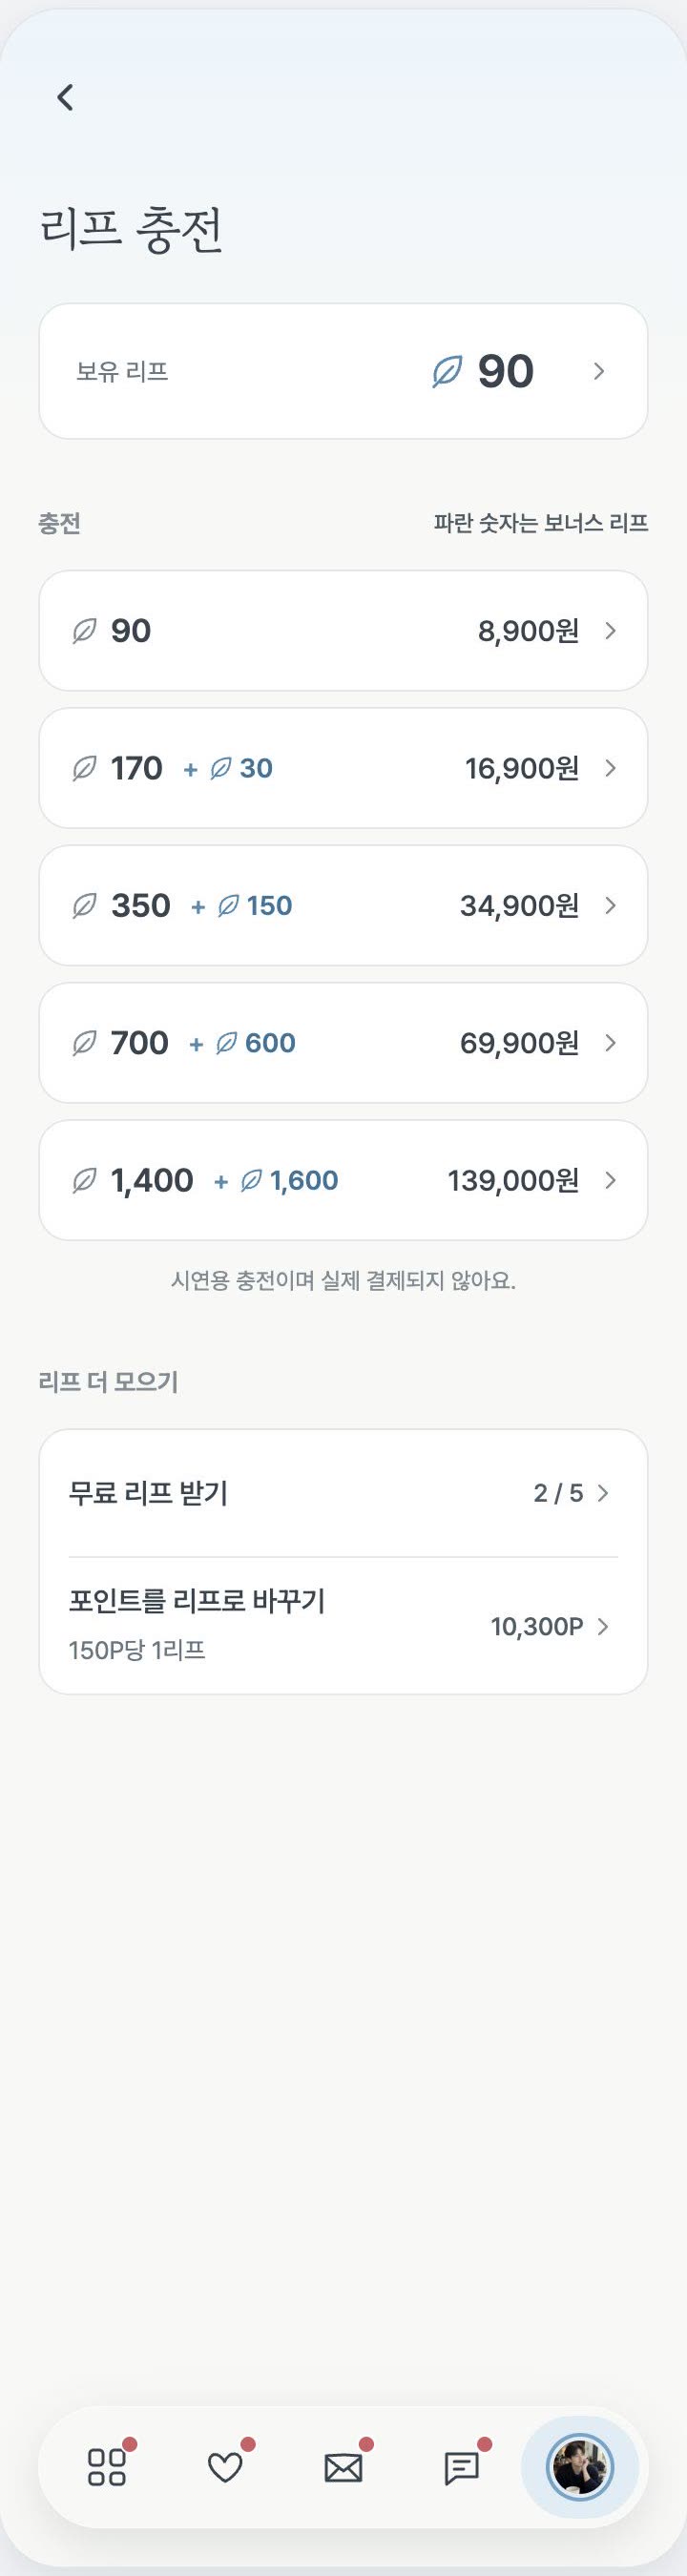 리프 충전
보유 리프 90
충전 파란 숫자는 보너스 리프
90 8,900원
170 + 30 16,900원
350 + 150 34,900원
700 + 600 69,900원
1,400 + 1,600 139,000원
시연용 충전이며 실제 결제되지 않아요.
리프 더 모으기
무료 리프 받기 2 / 5
포인트를 리프로 바꾸기
10,300P
150P당 1리프